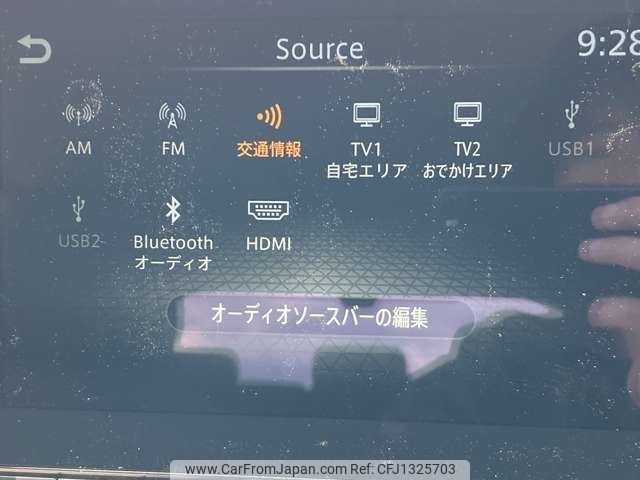 Source
9:28
AM
FM
交通情報
TV1
自宅エリア
TV2
おでかけエリア
USB1
USB2
Bluetooth
オーディオ
HDMI
オーディオソースバーの編集
www.CarFromJapan.com CFJ1325703